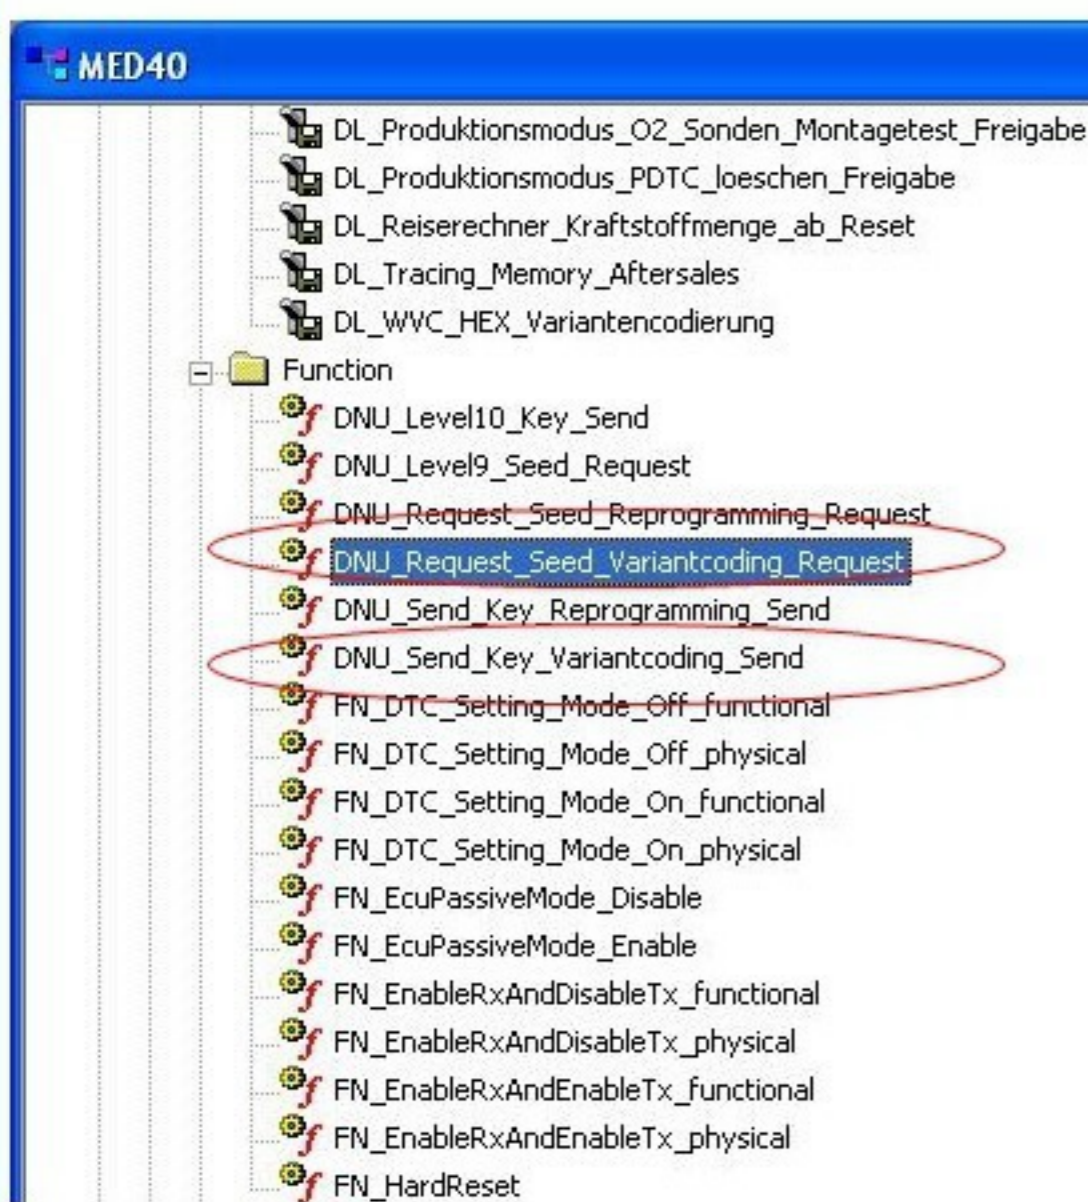 MED40
DL_Produktionsmodus_O2_Sonden_Montagetest_Freigabe
DL_Produktionsmodus_PDTC_loeschen_Freigabe
DL_Reiserechner_Kraftstoffmenge_ab_Reset
DL_Tracing_Memory_Aftersales
DL_WVC_HEX_Variantencodierung
Function
DNU_Level10_Key_Send
DNU_Level9_Seed_Request
DNU_Request_Seed_Reprogramming_Request
DNU_Request_Seed_Variantcoding_Request
DNU_Send_Key_Reprogramming_Send
DNU_Send_Key_Variantcoding_Send
FN_DTC_Setting_Mode_Off_functional
FN_DTC_Setting_Mode_Off_physical
FN_DTC_Setting_Mode_On_functional
FN_DTC_Setting_Mode_On_physical
FN_EcuPassiveMode_Disable
FN_EcuPassiveMode_Enable
FN_EnableRxAndDisableTx_functional
FN_EnableRxAndDisableTx_physical
FN_EnableRxAndEnableTx_functional
FN_EnableRxAndEnableTx_physical
FN_HardReset